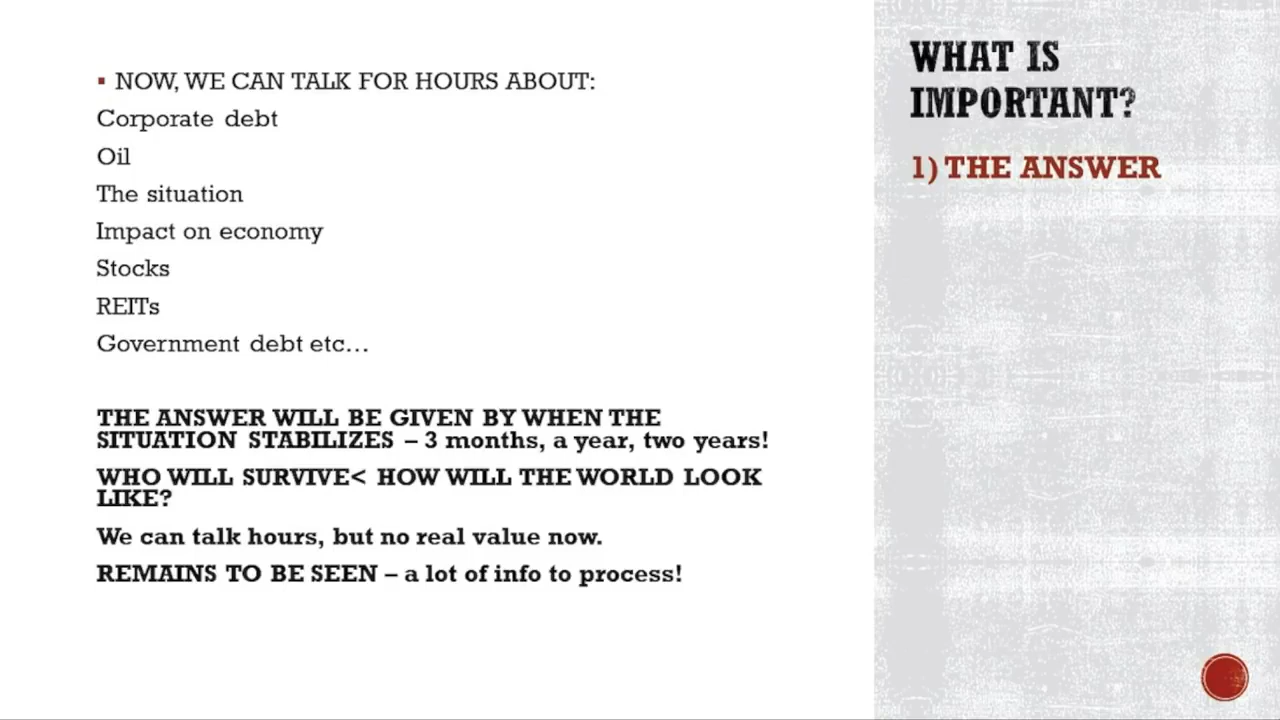 ▪ NOW, WE CAN TALK FOR HOURS ABOUT:
Corporate debt
Oil
The situation
Impact on economy
Stocks
REITs
Government debt etc…
THE ANSWER WILL BE GIVEN BY WHEN THE
SITUATION STABILIZES – 3 months, a year, two years!
WHO WILL SURVIVE< HOW WILL THE WORLD LOOK
LIKE?
We can talk hours, but no real value now.
REMAINS TO BE SEEN – a lot of info to process!
WHAT IS
IMPORTANT?
1) THE ANSWER